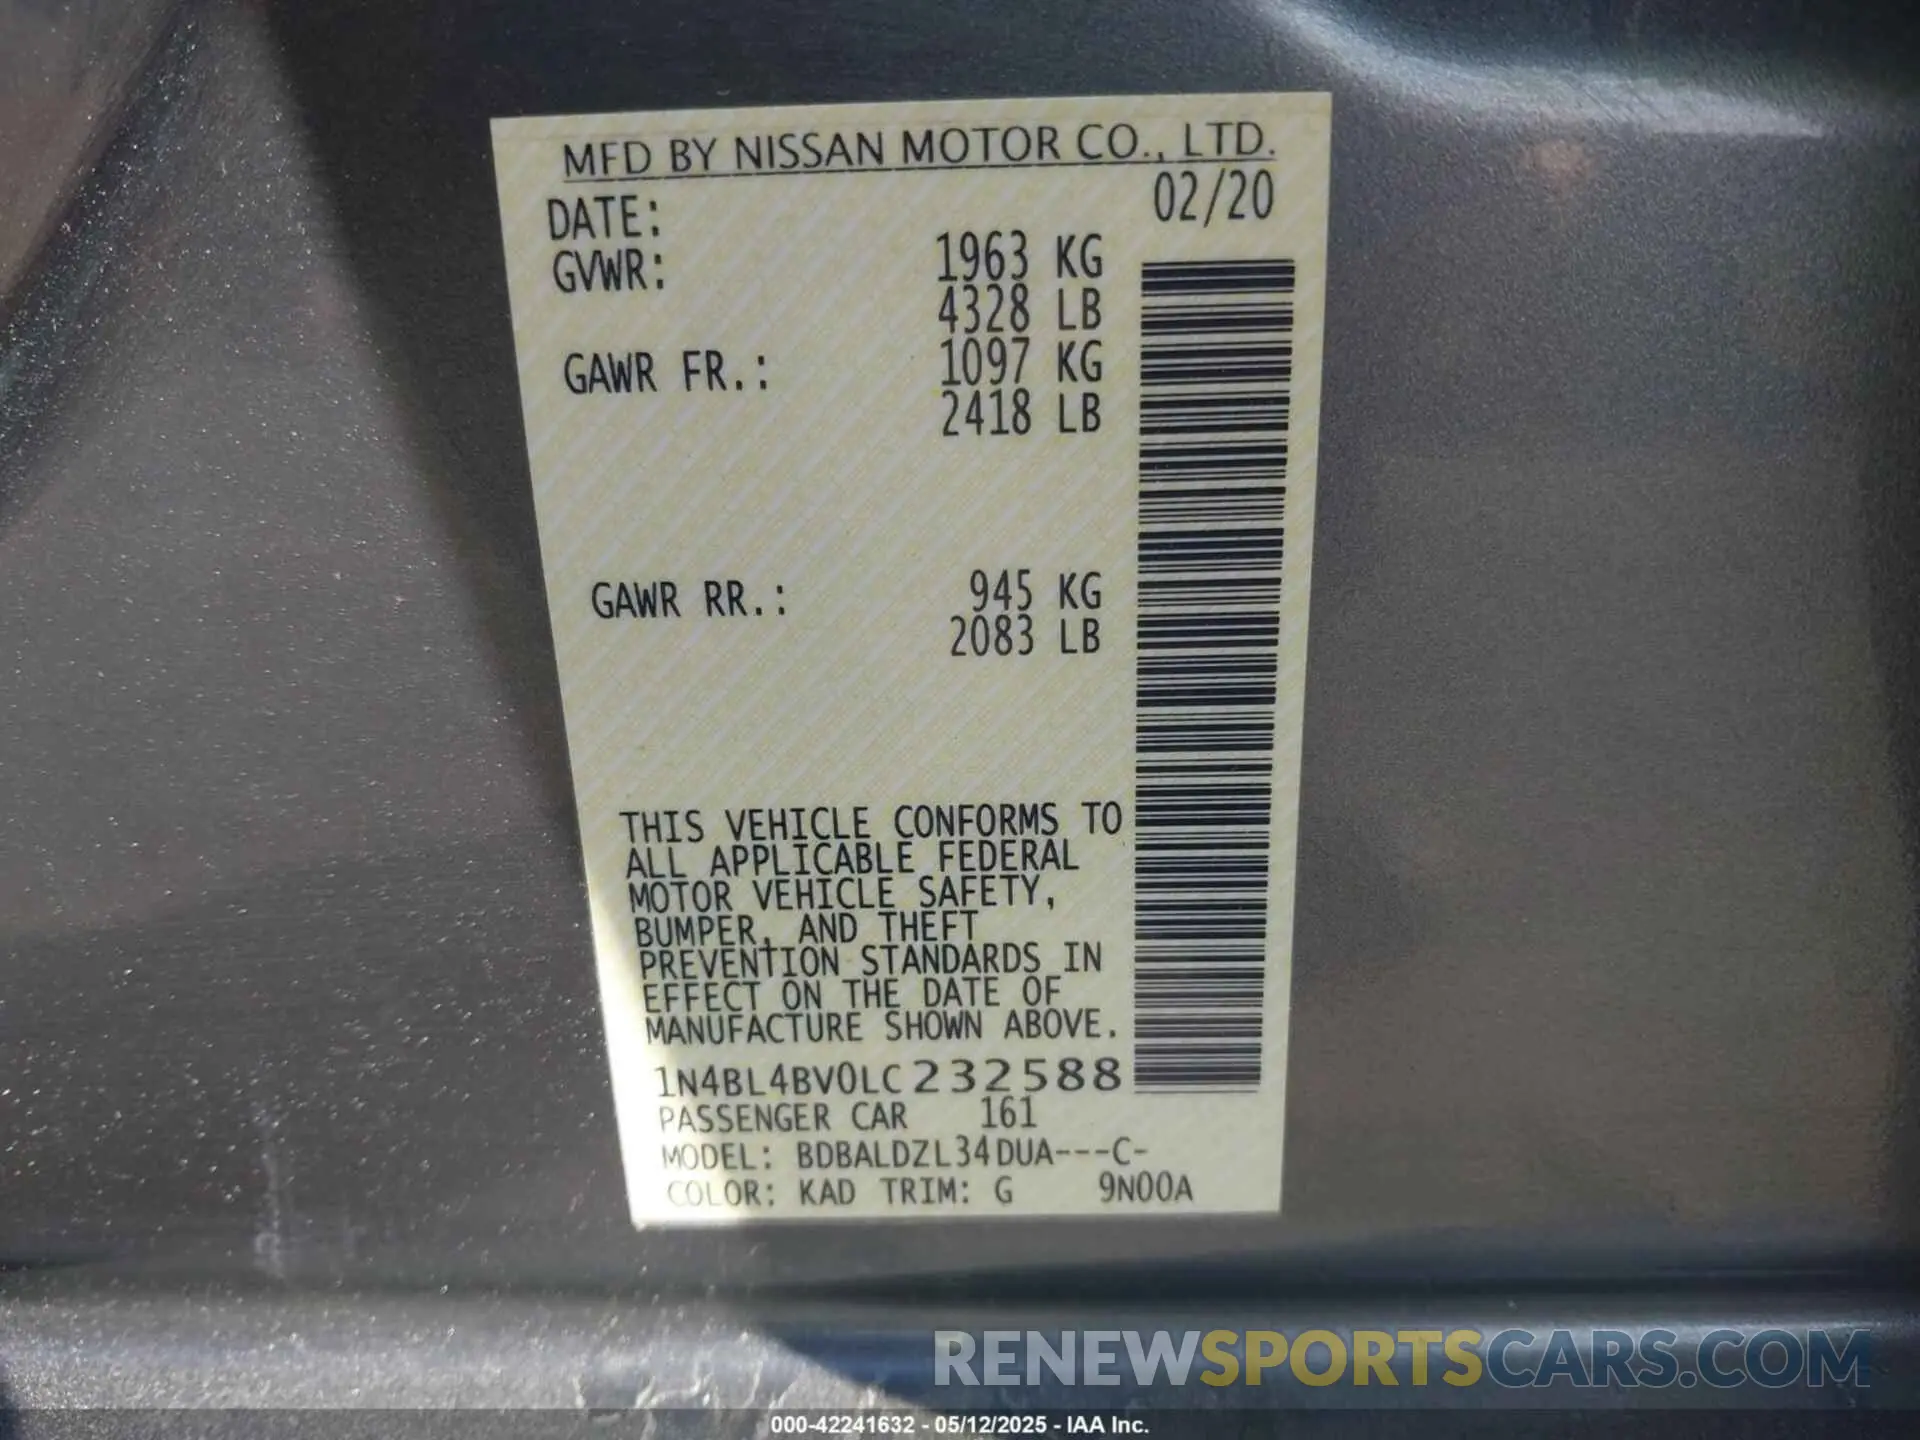 MFD BY NISSAN MOTOR CO., LTD.
DATE: 02/20
GVWR: 1963 KG
4328 LB
GAWR FR.: 1097 KG
2418 LB
GAWR RR.: 945 KG
2083 LB
THIS VEHICLE CONFORMS TO
ALL APPLICABLE FEDERAL
MOTOR VEHICLE SAFETY,
BUMPER, AND THEFT
PREVENTION STANDARDS IN
EFFECT ON THE DATE OF
MANUFACTURE SHOWN ABOVE.
1N4BL4BV0LC232588
PASSENGER CAR 161
MODEL: BDBALDZL34DUA---C-
COLOR: KAD TRIM: G 9N00A
RENEWSPORTSCARS.COM
000-42241632 - 05/12/2025 - IAA Inc.